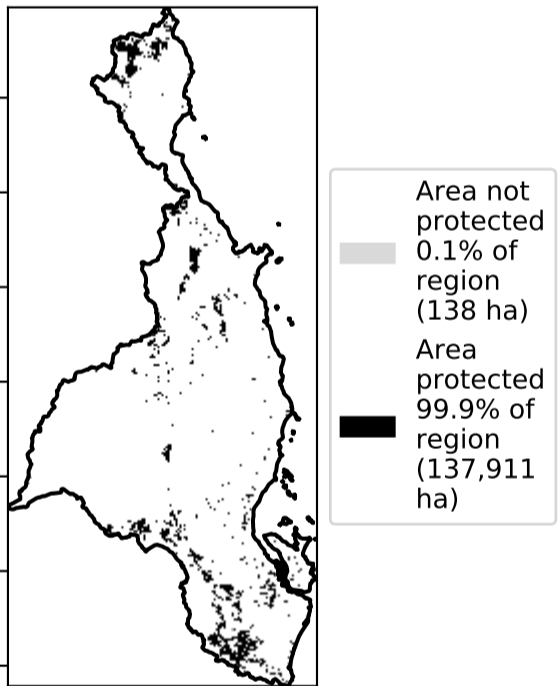 Area not
protected
0.1% of
region
(138 ha)
Area
protected
99.9% of
region
(137,911
ha)